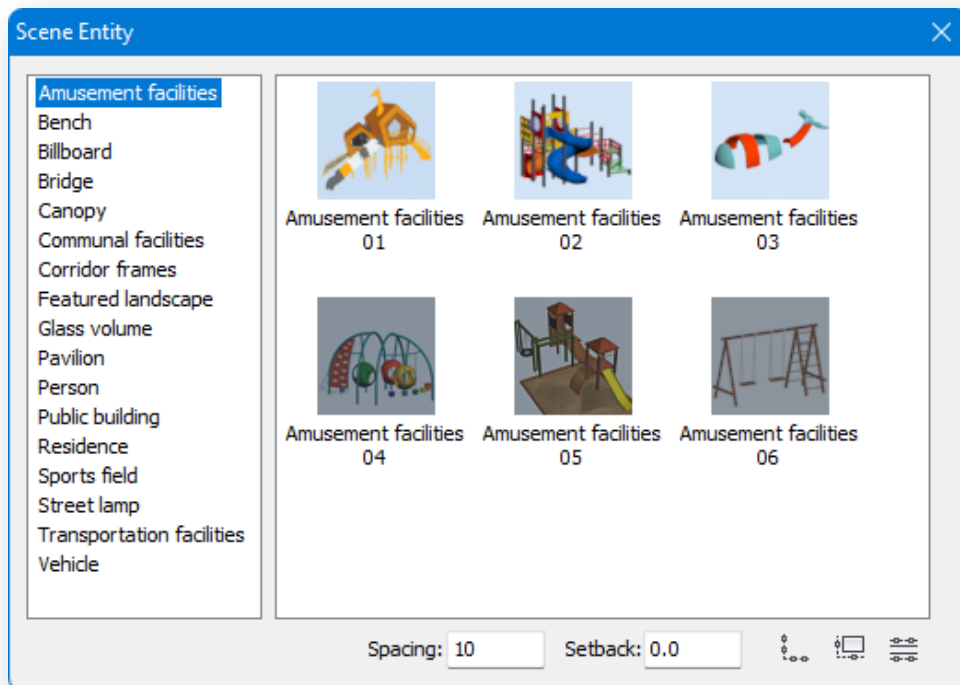 Scene Entity
Amusement facilities
Bench
Billboard
Bridge
Canopy
Communal facilities
Corridor frames
Featured landscape
Glass volume
Pavilion
Person
Public building
Residence
Sports field
Street lamp
Transportation facilities
Vehicle
Amusement facilities
01
Amusement facilities
02
Amusement facilities
03
Amusement facilities
04
Amusement facilities
05
Amusement facilities
06
Spacing: 10
Setback: 0.0